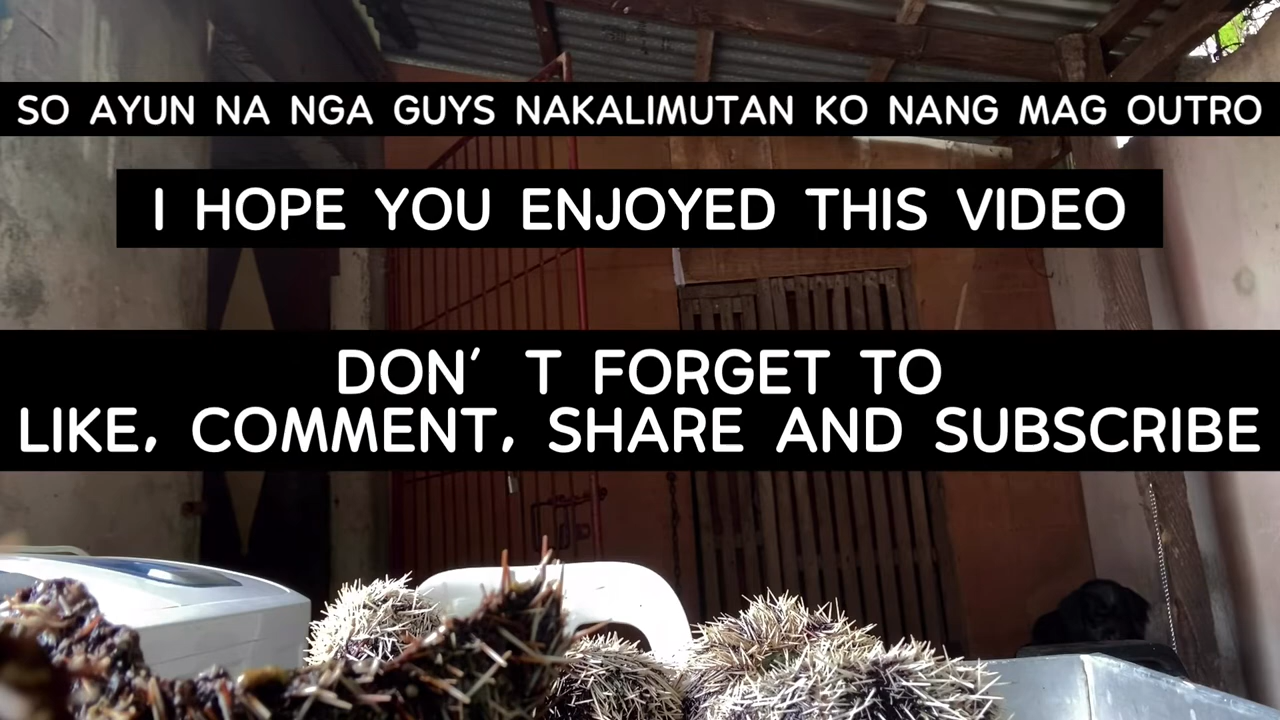 SO AYUN NA NGA GUYS NAKALIMUTAN KO NANG MAG OUTRO
I HOPE YOU ENJOYED THIS VIDEO
DON'T FORGET TO
LIKE, COMMENT, SHARE AND SUBSCRIBE